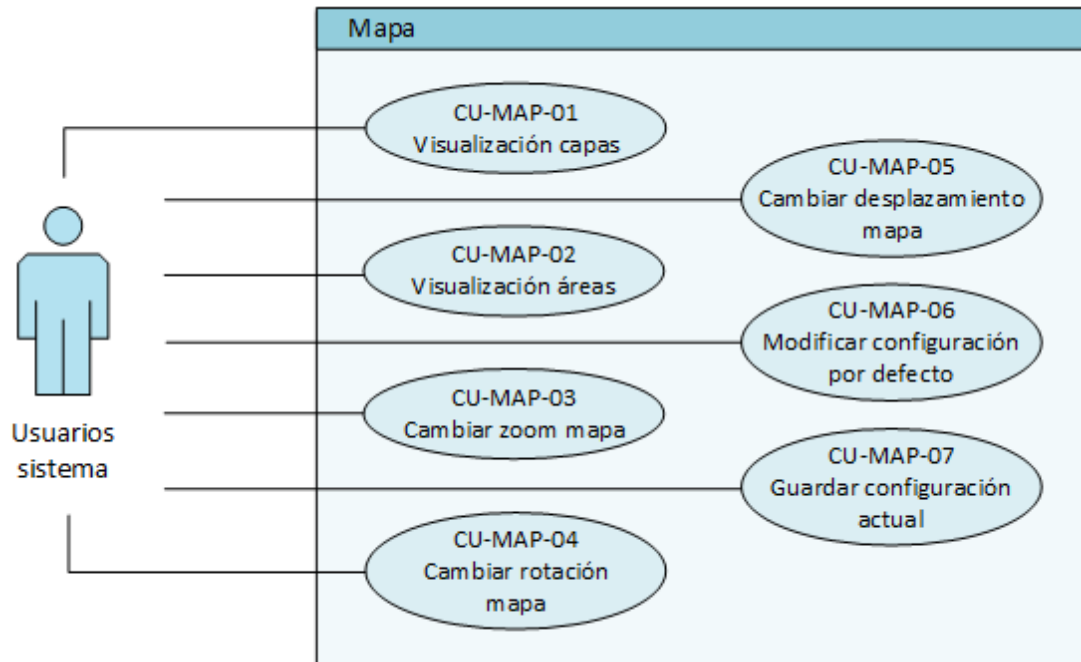 Mapa
CU-MAP-01
Visualización capas
CU-MAP-05
Cambiar desplazamiento
mapa
CU-MAP-02
Visualización áreas
CU-MAP-06
Modificar configuración
por defecto
CU-MAP-03
Cambiar zoom mapa
Usuarios
sistema
CU-MAP-07
Guardar configuración
actual
CU-MAP-04
Cambiar rotación
mapa